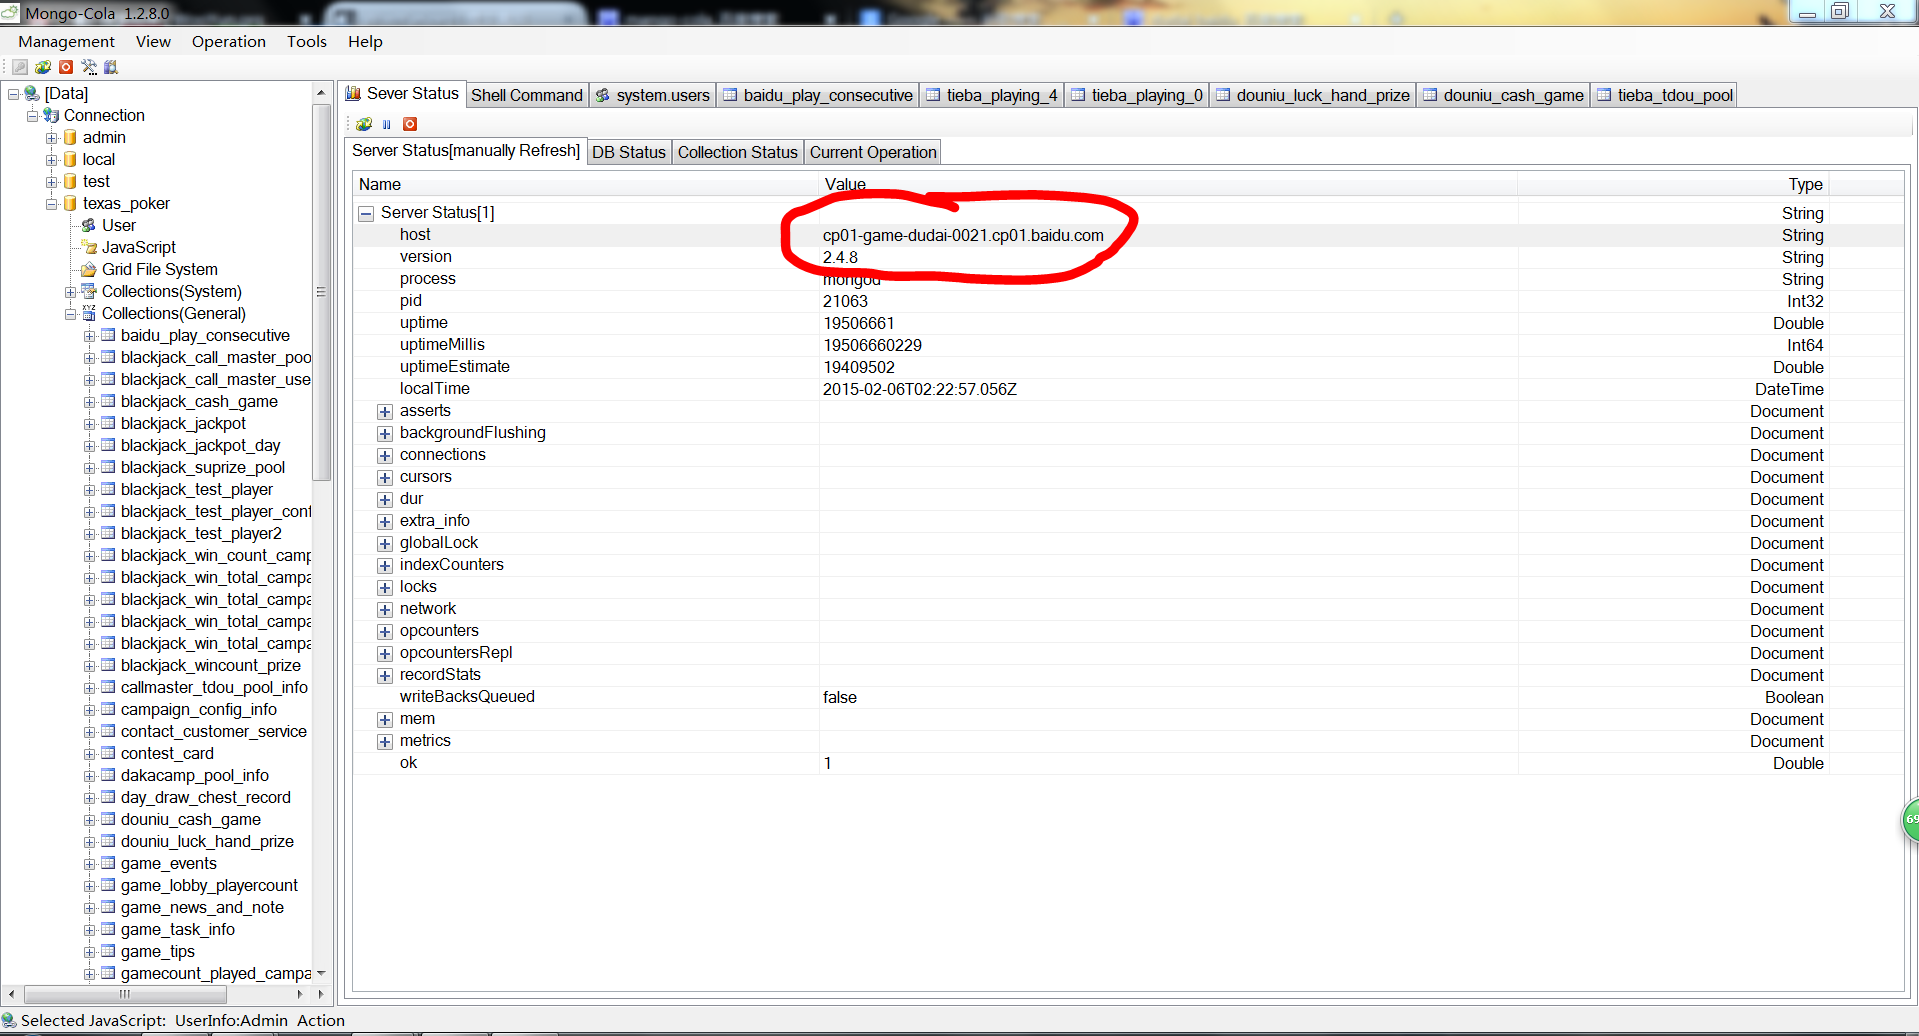 Mongo-Cola 1.2.8.0
Management View Operation Tools Help
[Data]
Connection
admin
local
test
texas_poker
User
JavaScript
Grid File System
Collections(System)
Collections(General)
baidu_play_consecutive
blackjack_call_master_poo
blackjack_call_master_use
blackjack_cash_game
blackjack_jackpot
blackjack_jackpot_day
blackjack_suprize_pool
blackjack_test_player
blackjack_test_player_conf
blackjack_test_player2
blackjack_win_count_camp
blackjack_win_total_campa
blackjack_win_total_campa
blackjack_win_total_campa
blackjack_win_total_campa
blackjack_wincount_prize
callmaster_tdou_pool_info
campaign_config_info
contact_customer_service
contest_card
dakacamp_pool_info
day_draw_chest_record
douniu_cash_game
douniu_luck_hand_prize
game_events
game_lobby_playercount
game_news_and_note
game_task_info
game_tips
gamecount_played_campa
Sever Status Shell Command system.users baidu_play_consecutive tieba_playing_4 tieba_playing_0 douniu_luck_hand_prize douniu_cash_game tieba_tdou_pool
Server Status[manually Refresh] DB Status Collection Status Current Operation
Name Value Type
Server Status[1] String
host cp01-game-dudai-0021.cp01.baidu.com String
version 2.4.8 String
process mongod String
pid 21063 Int32
uptime 19506661 Double
uptimeMillis 19506660229 Int64
uptimeEstimate 19409502 Double
localTime 2015-02-06T02:22:57.056Z DateTime
asserts Document
backgroundFlushing Document
connections Document
cursors Document
dur Document
extra_info Document
globalLock Document
indexCounters Document
locks Document
network Document
opcounters Document
opcountersRepl Document
recordStats Document
writeBacksQueued false Boolean
mem Document
metrics Document
ok 1 Double
69
Selected JavaScript: UserInfo:Admin Action